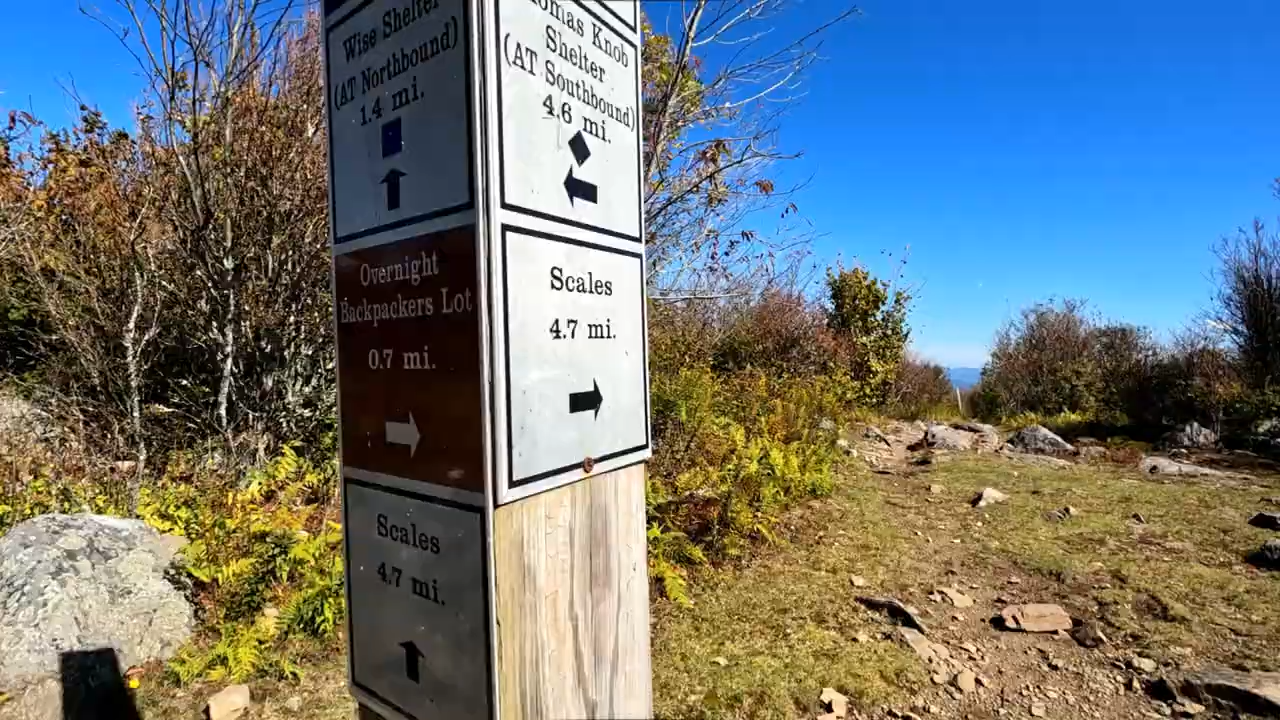 Wise Shelter
(AT Northbound)
1.4 mi.
Overnight
Backpackers Lot
0.7 mi.
Scales
4.7 mi.
Knob
Shelter
(AT Southbound)
4.6 mi.
Scales
4.7 mi.